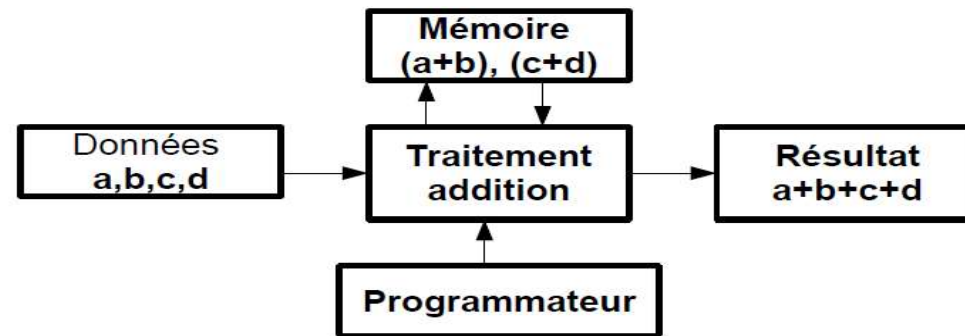 Mémoire
(a+b), (c+d)
Données
a,b,c,d
Traitement
addition
Résultat
a+b+c+d
Programmateur